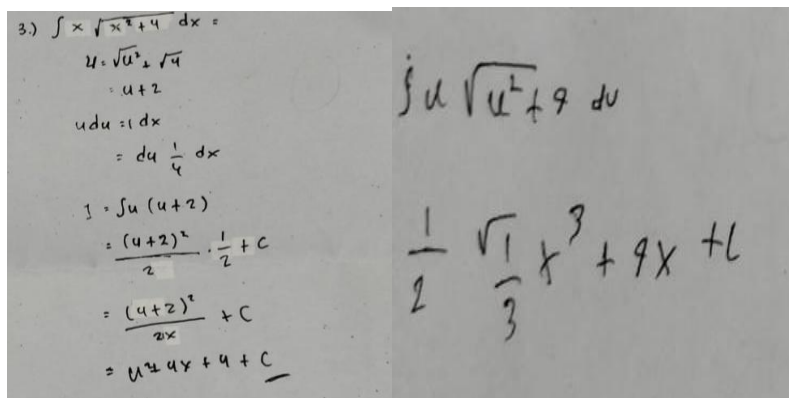 3.) ∫ x √x²+4 dx =
u = √u² + √4
= u+2
u du = 1 dx
= du 1/4 dx
I = ∫u (u+2)
= (u+2)²/2 · 1/2 + C
= (u+2)²/2x + C
= u² + 4x + 4 + C
∫u √u²+9 du
1/2 √1/3 x³ + 9x + C